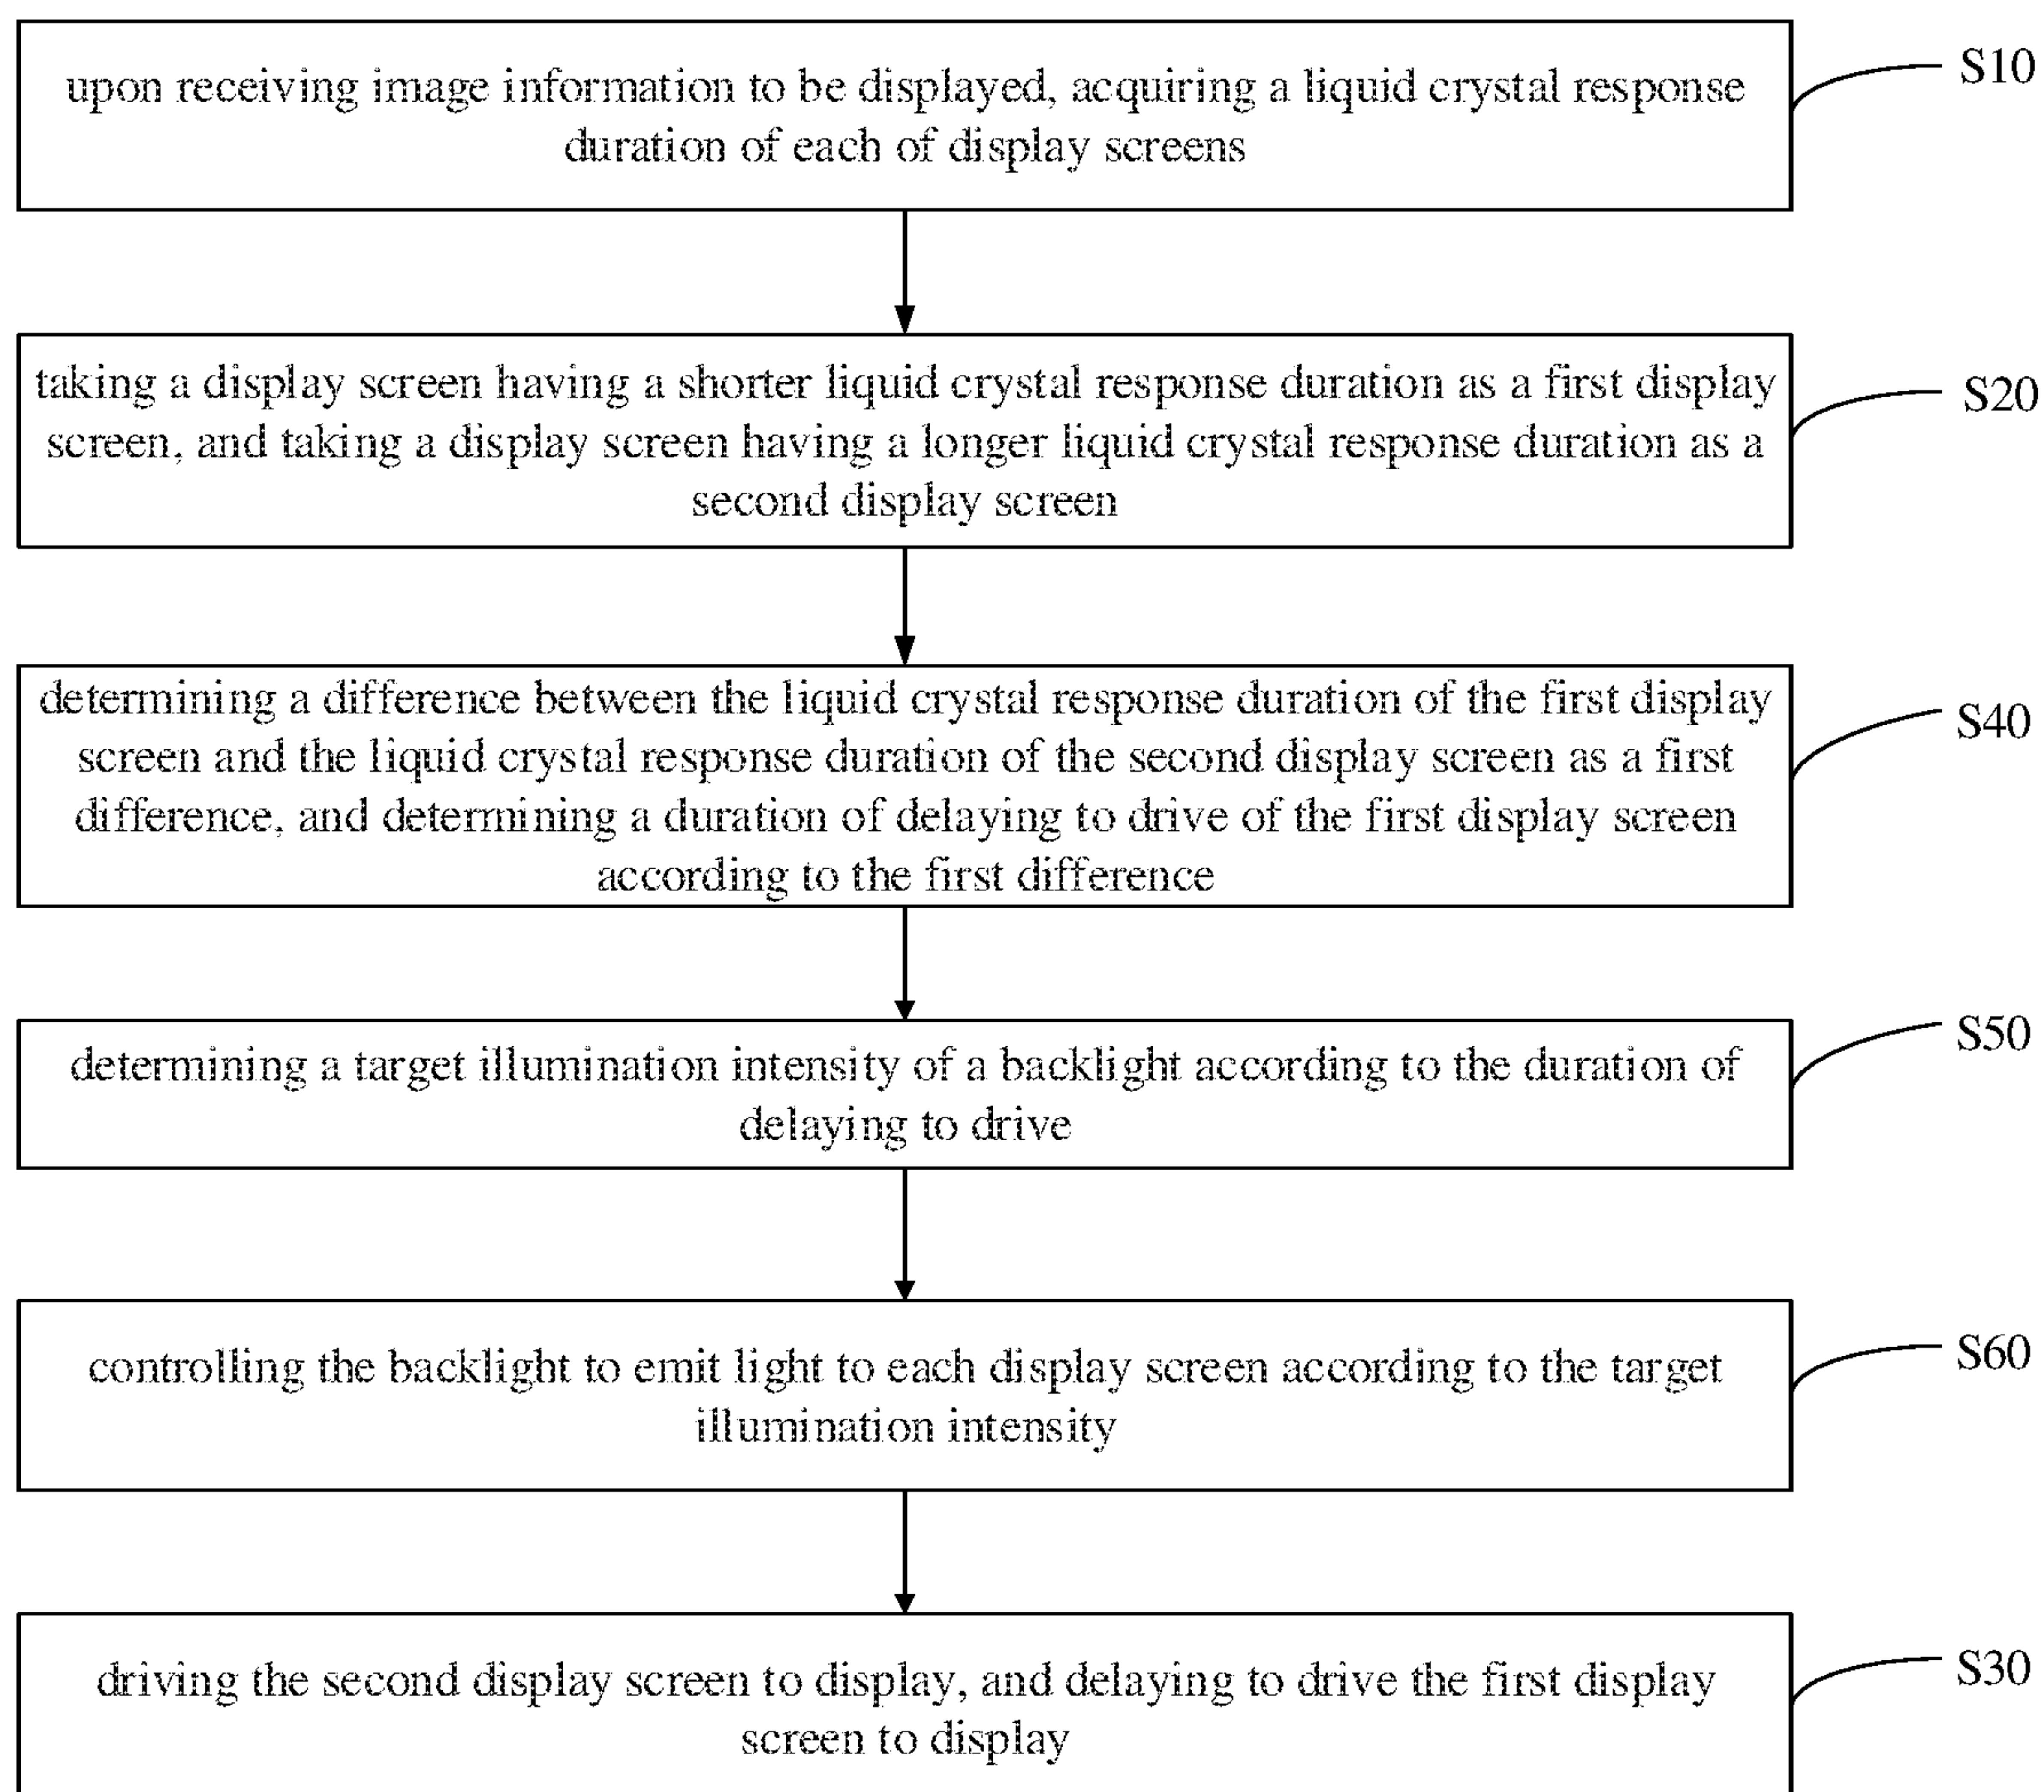 upon receiving image information to be displayed, acquiring a liquid crystal response
duration of each of display screens
S10
taking a display screen having a shorter liquid crystal response duration as a first display
screen, and taking a display screen having a longer liquid crystal response duration as a
second display screen
S20
determining a difference between the liquid crystal response duration of the first display
screen and the liquid crystal response duration of the second display screen as a first
difference, and determining a duration of delaying to drive of the first display screen
according to the first difference
S40
determining a target illumination intensity of a backlight according to the duration of
delaying to drive
S50
controlling the backlight to emit light to each display screen according to the target
illumination intensity
S60
driving the second display screen to display, and delaying to drive the first display
screen to display
S30